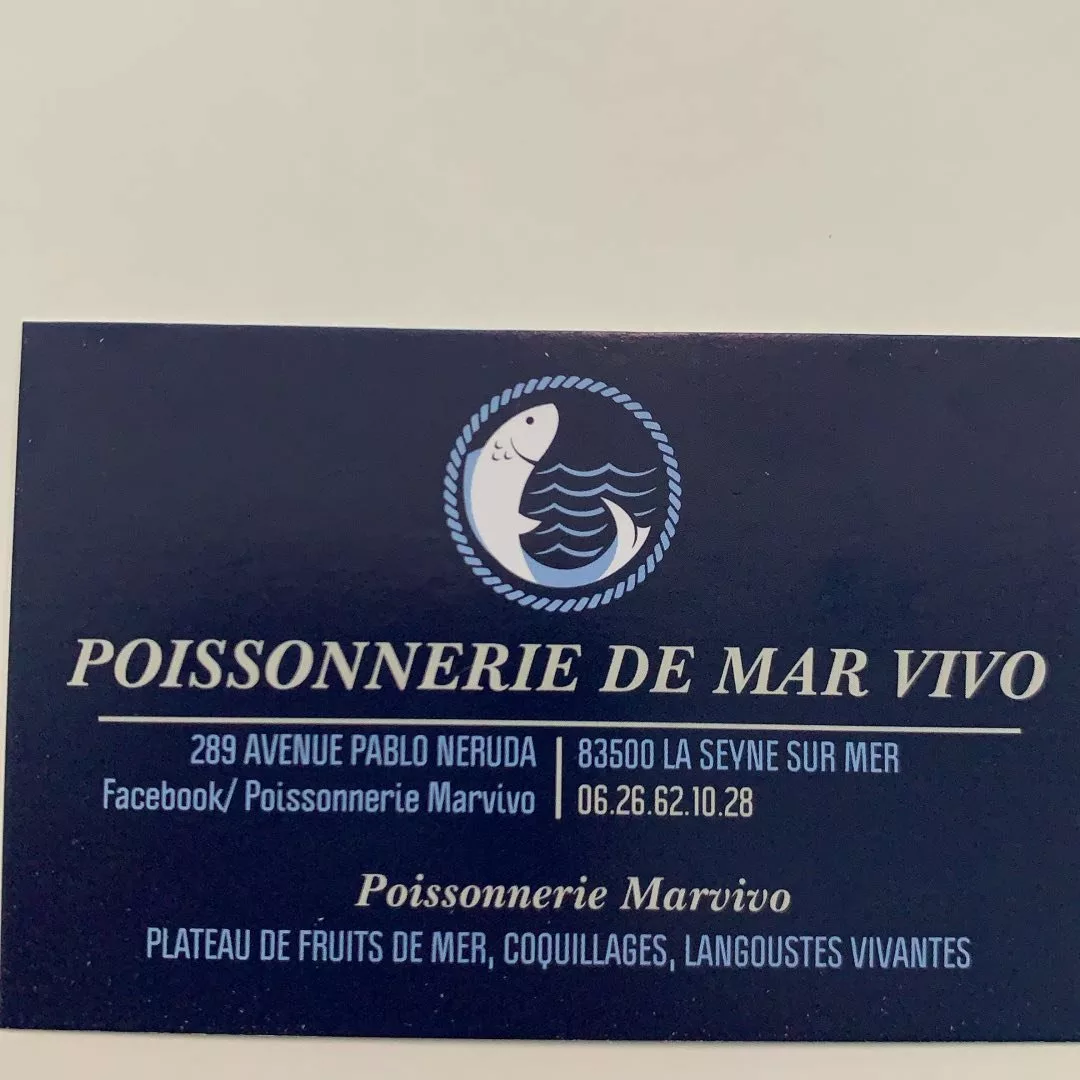 POISSONNERIE DE MAR VIVO
289 AVENUE PABLO NERUDA | 83500 LA SEYNE SUR MER
Facebook/ Poissonnerie Marvivo | 06.26.62.10.28
Poissonnerie Marvivo
PLATEAU DE FRUITS DE MER, COQUILLAGES, LANGOUSTES VIVANTES